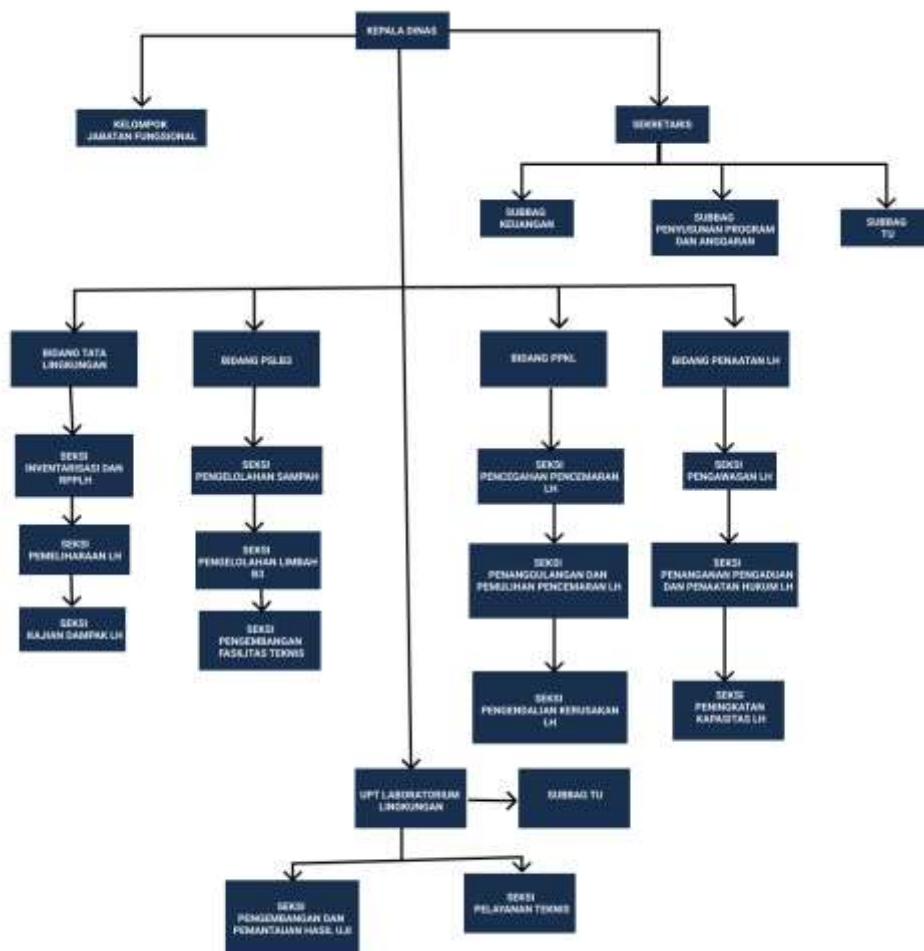 KEPALA DINAS
KELOMPOK
JABATAN FUNGSIONAL
SEKRETARIS
SUBBAG
KEUANGAN
SUBBAG
PENYUSUNAN PROGRAM
DAN ANGGARAN
SUBBAG
TU
BIDANG TATA
LINGKUNGAN
BIDANG PSLB3
BIDANG PPKL
BIDANG PENAATAN LH
SEKSI
INVENTARISASI DAN
RPPLH
SEKSI
PENGELOLAHAN SAMPAH
SEKSI
PENCEGAHAN PENCEMARAN
LH
SEKSI
PENGAWASAN LH
SEKSI
PEMELIHARAAN LH
SEKSI
PENGELOLAHAN LIMBAH
B3
SEKSI
PENANGGULANGAN DAN
PEMULIHAN PENCEMARAN LH
SEKSI
PENANGANAN PENGADUAN
DAN PENAATAN HUKUM LH
SEKSI
KAJIAN DAMPAK LH
SEKSI
PENGEMBANGAN
FASILITAS TEKNIS
SEKSI
PENGENDALIAN KERUSAKAN
LH
SEKSI
PENINGKATAN
KAPASITAS LH
UPT LABORATORIUM
LINGKUNGAN
SUBBAG TU
SEKSI
PENGEMBANGAN DAN
PEMANTAUAN HASIL UJI
SEKSI
PELAYANAN TEKNIS